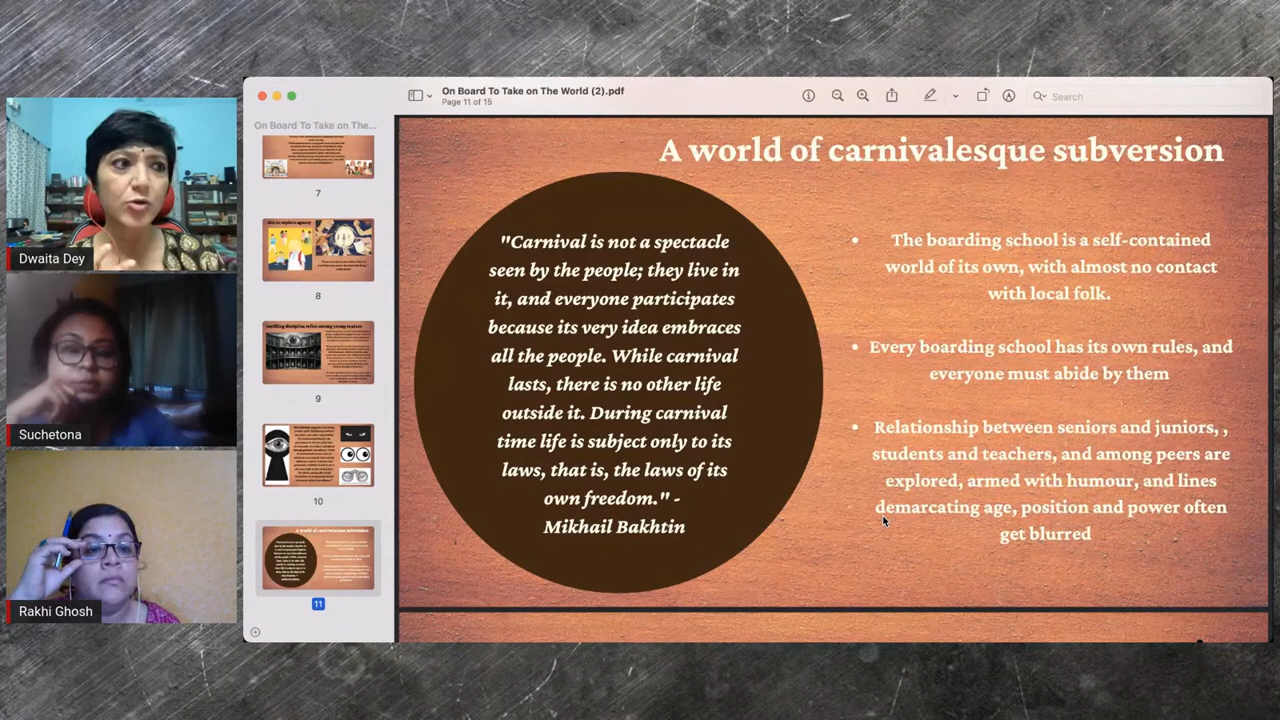 Dwaita Dey
Suchetona
Rakhi Ghosh
On Board To Take on The World (2).pdf
Page 11 of 15
Search
On Board To Take on The...
7
8
9
10
11
A world of carnivalesque subversion
"Carnival is not a spectacle
seen by the people; they live in
it, and everyone participates
because its very idea embraces
all the people. While carnival
lasts, there is no other life
outside it. During carnival
time life is subject only to its
laws, that is, the laws of its
own freedom." -
Mikhail Bakhtin
• The boarding school is a self-contained
world of its own, with almost no contact
with local folk.
• Every boarding school has its own rules, and
everyone must abide by them
• Relationship between seniors and juniors, ,
students and teachers, and among peers are
explored, armed with humour, and lines
demarcating age, position and power often
get blurred